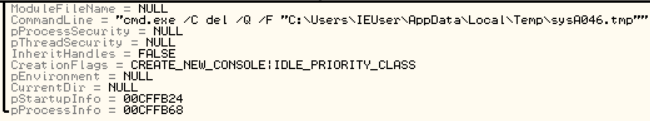 ModuleFileName = NULL
CommandLine = "cmd.exe /C del /Q /F "C:\Users\IEUser\AppData\Local\Temp\sysA046.tmp"""
pProcessSecurity = NULL
pThreadSecurity = NULL
InheritHandles = FALSE
CreationFlags = CREATE_NEW_CONSOLE|IDLE_PRIORITY_CLASS
pEnvironment = NULL
CurrentDir = NULL
pStartupInfo = 00CFFB24
pProcessInfo = 00CFFB68